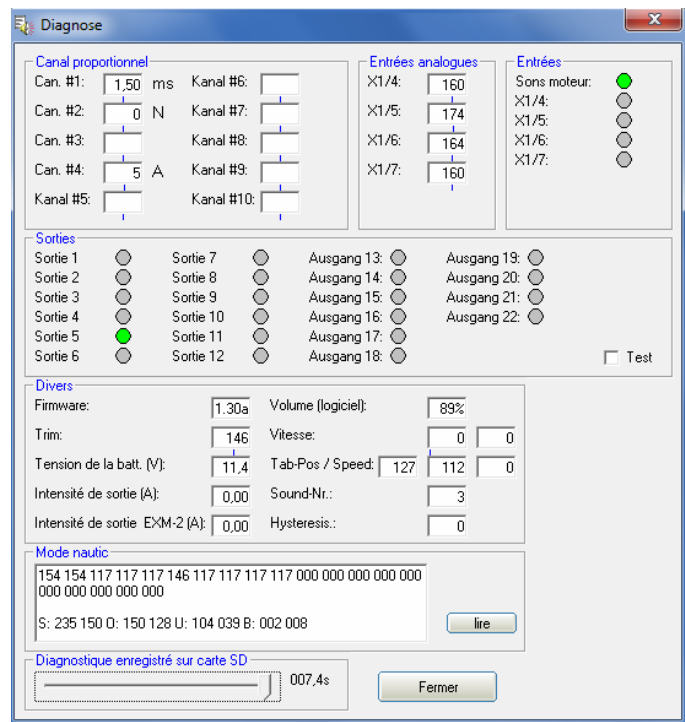 Diagnose
Canal proportionnel
Can. #1: 1,50 ms Kanal #6:
Can. #2: 0 N Kanal #7:
Can. #3: Kanal #8:
Can. #4: 5 A Kanal #9:
Kanal #5: Kanal #10:
Entrées analogues
X1/4: 160
X1/5: 174
X1/6: 164
X1/7: 160
Entrées
Sons moteur:
X1/4:
X1/5:
X1/6:
X1/7:
Sorties
Sortie 1 Sortie 7 Ausgang 13: Ausgang 19:
Sortie 2 Sortie 8 Ausgang 14: Ausgang 20:
Sortie 3 Sortie 9 Ausgang 15: Ausgang 21:
Sortie 4 Sortie 10 Ausgang 16: Ausgang 22:
Sortie 5 Sortie 11 Ausgang 17:
Sortie 6 Sortie 12 Ausgang 18: Test
Divers
Firmware: 1.30a Volume (logiciel): 89%
Trim: 146 Vitesse: 0 0
Tension de la batt. (V): 11,4 Tab-Pos / Speed: 127 112 0
Intensité de sortie (A): 0,00 Sound-Nr.: 3
Intensité de sortie EXM-2 (A): 0,00 Hysteresis.: 0
Mode nautic
154 154 117 117 117 146 117 117 117 117 000 000 000 000 000
000 000 000 000 000
S: 235 150 O: 150 128 U: 104 039 B: 002 008
lire
Diagnostique enregistré sur carte SD
007,4s
Fermer